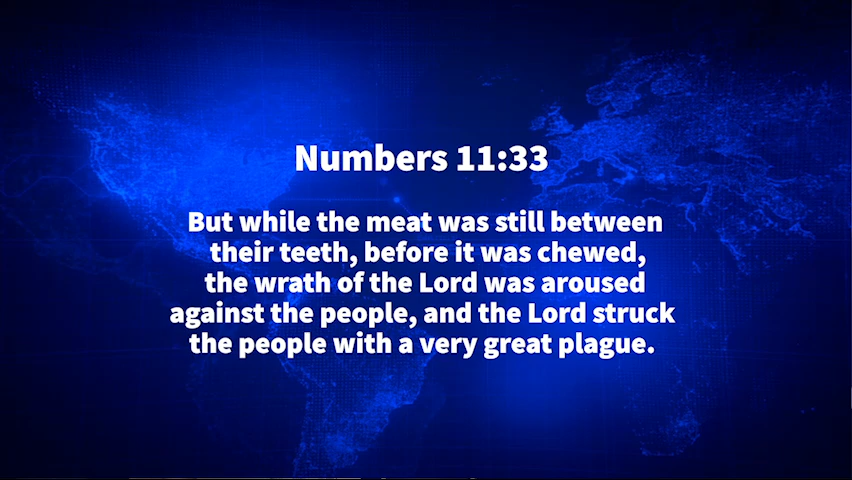 Numbers 11:33
But while the meat was still between
their teeth, before it was chewed,
the wrath of the Lord was aroused
against the people, and the Lord struck
the people with a very great plague.